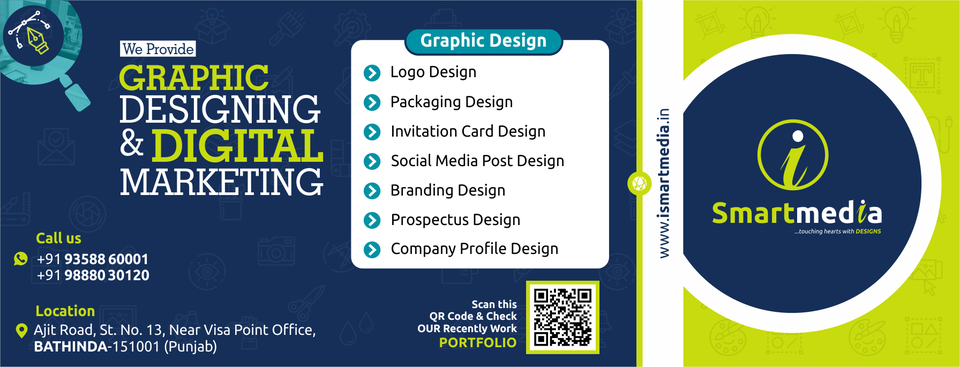 We Provide
GRAPHIC
DESIGNING
& DIGITAL
MARKETING
Call us
+91 93588 60001
+91 98880 30120
Location
Ajit Road, St. No. 13, Near Visa Point Office,
BATHINDA-151001 (Punjab)
Graphic Design
Logo Design
Packaging Design
Invitation Card Design
Social Media Post Design
Branding Design
Prospectus Design
Company Profile Design
Scan this
QR Code & Check
OUR Recently Work
PORTFOLIO
www.ismartmedia.in
i
Smartmedia
...touching hearts with DESIGNS
T